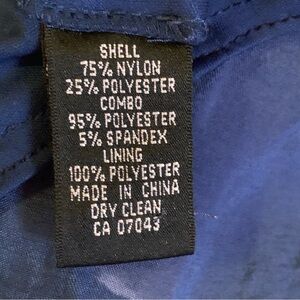 SHELL
75% NYLON
25% POLYESTER
COMBO
95% POLYESTER
5% SPANDEX
LINING
100% POLYESTER
MADE IN CHINA
DRY CLEAN
CA 07043